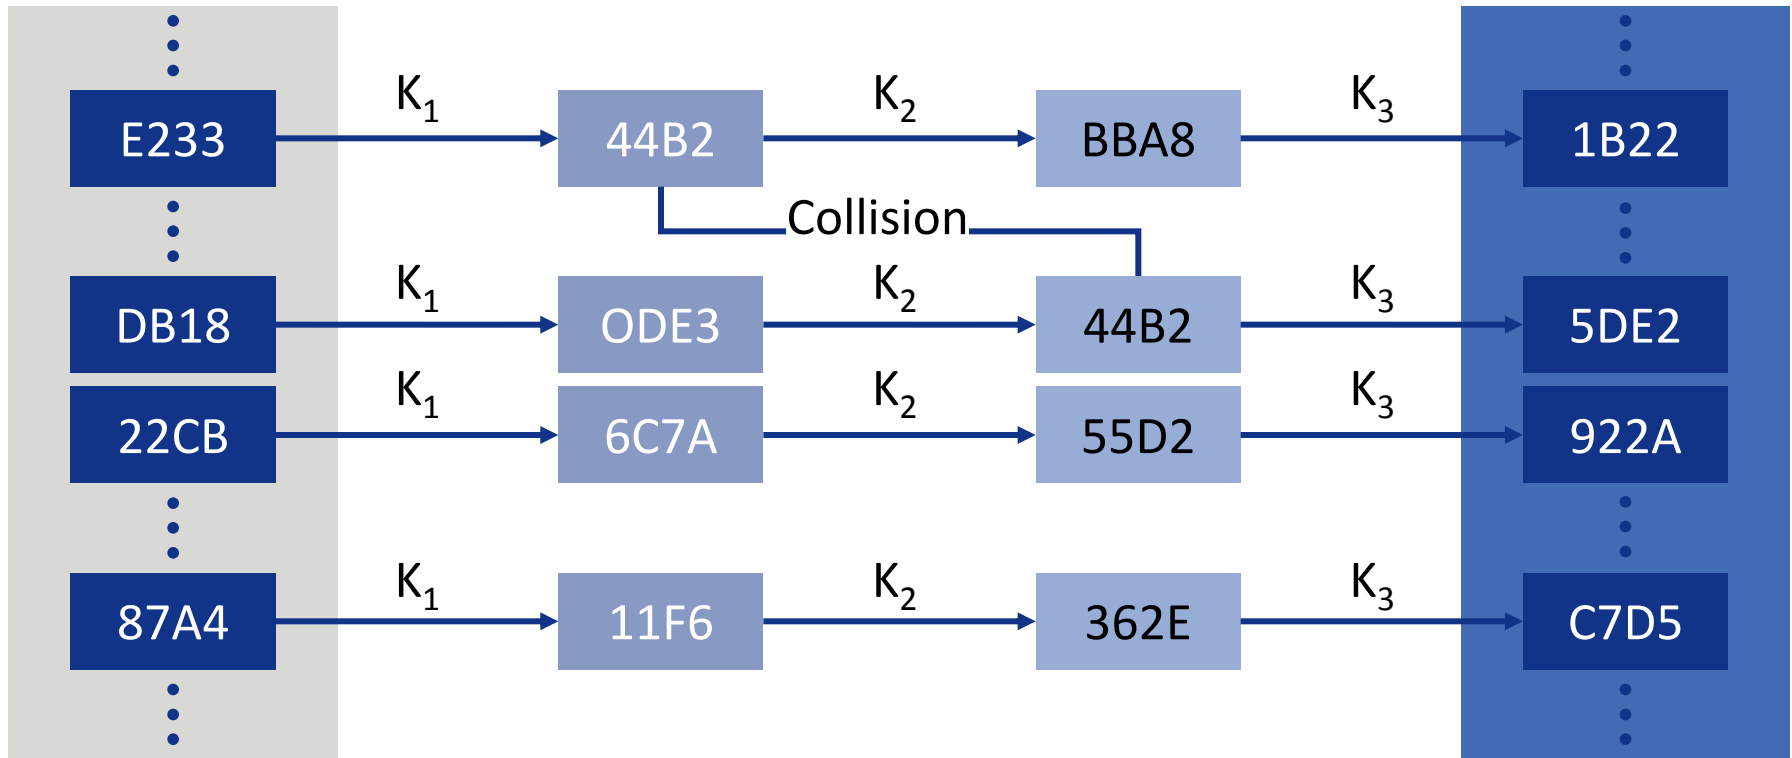 K₁ K₂ K₃
E233 44B2 BBA8 1B22
Collision
K₁ K₂ K₃
DB18 ODE3 44B2 5DE2
K₁ K₂ K₃
22CB 6C7A 55D2 922A
K₁ K₂ K₃
87A4 11F6 362E C7D5